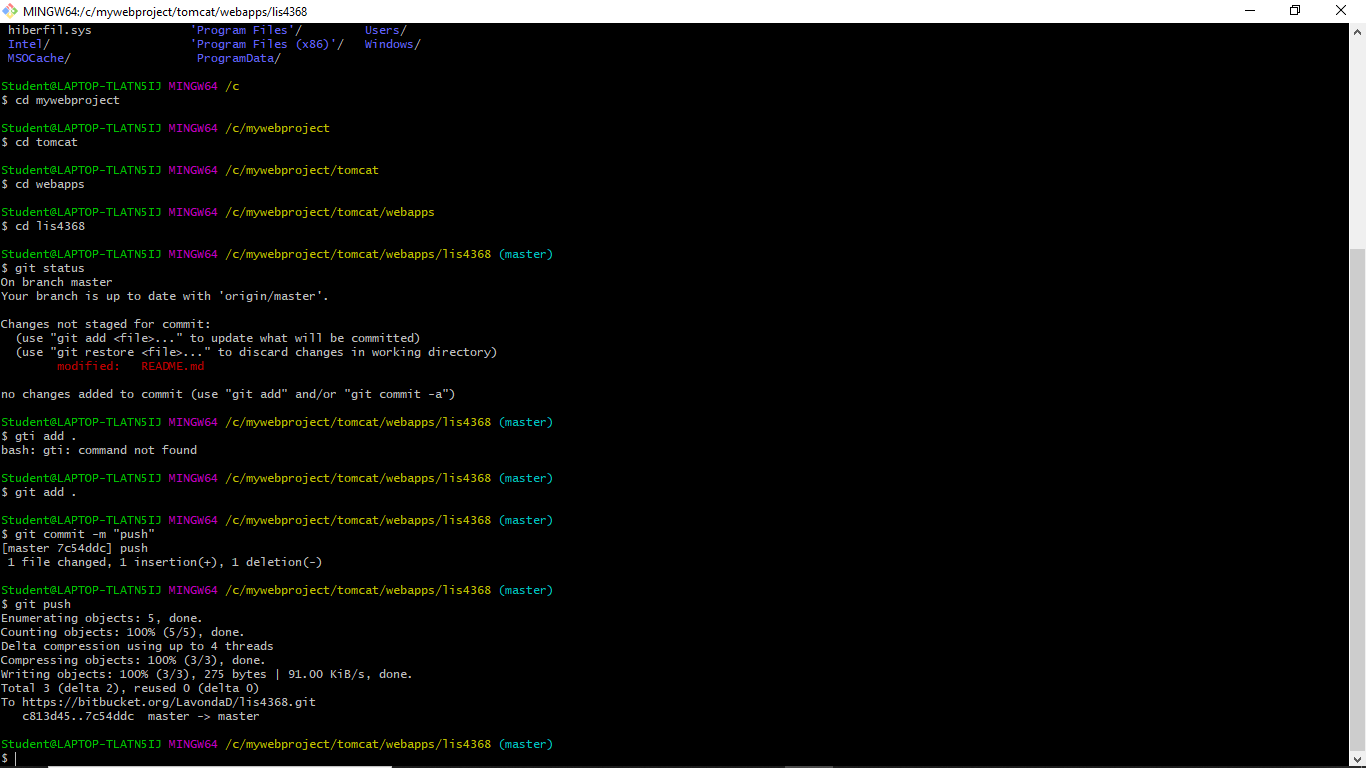 MINGW64:/c/mywebproject/tomcat/webapps/lis4368
hiberfil.sys 'Program Files'/ Users/
Intel/ 'Program Files (x86)'/ Windows/
MSOCache/ ProgramData/
Student@LAPTOP-TLATN5IJ MINGW64 /c
$ cd mywebproject
Student@LAPTOP-TLATN5IJ MINGW64 /c/mywebproject
$ cd tomcat
Student@LAPTOP-TLATN5IJ MINGW64 /c/mywebproject/tomcat
$ cd webapps
Student@LAPTOP-TLATN5IJ MINGW64 /c/mywebproject/tomcat/webapps
$ cd lis4368
Student@LAPTOP-TLATN5IJ MINGW64 /c/mywebproject/tomcat/webapps/lis4368 (master)
$ git status
On branch master
Your branch is up to date with 'origin/master'.
Changes not staged for commit:
(use "git add <file>..." to update what will be committed)
(use "git restore <file>..." to discard changes in working directory)
modified: README.md
no changes added to commit (use "git add" and/or "git commit -a")
Student@LAPTOP-TLATN5IJ MINGW64 /c/mywebproject/tomcat/webapps/lis4368 (master)
$ gti add .
bash: gti: command not found
Student@LAPTOP-TLATN5IJ MINGW64 /c/mywebproject/tomcat/webapps/lis4368 (master)
$ git add .
Student@LAPTOP-TLATN5IJ MINGW64 /c/mywebproject/tomcat/webapps/lis4368 (master)
$ git commit -m "push"
[master 7c54ddc] push
1 file changed, 1 insertion(+), 1 deletion(-)
Student@LAPTOP-TLATN5IJ MINGW64 /c/mywebproject/tomcat/webapps/lis4368 (master)
$ git push
Enumerating objects: 5, done.
Counting objects: 100% (5/5), done.
Delta compression using up to 4 threads
Compressing objects: 100% (3/3), done.
Writing objects: 100% (3/3), 275 bytes | 91.00 KiB/s, done.
Total 3 (delta 2), reused 0 (delta 0)
To https://bitbucket.org/LavondaD/lis4368.git
c813d45..7c54ddc master -> master
Student@LAPTOP-TLATN5IJ MINGW64 /c/mywebproject/tomcat/webapps/lis4368 (master)
$